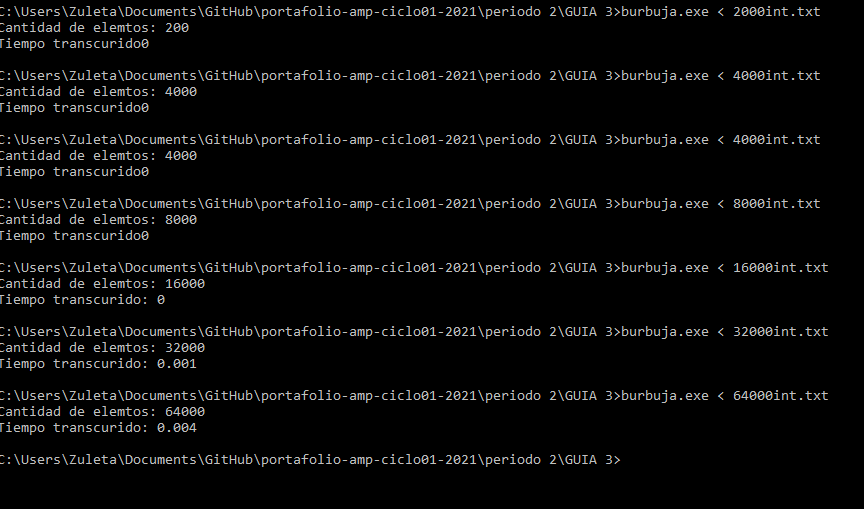 C:\Users\Zuleta\Documents\GitHub\portafolio-amp-ciclo01-2021\periodo 2\GUIA 3>burbuja.exe < 2000int.txt
Cantidad de elemtos: 200
Tiempo transcurido0
C:\Users\Zuleta\Documents\GitHub\portafolio-amp-ciclo01-2021\periodo 2\GUIA 3>burbuja.exe < 4000int.txt
Cantidad de elemtos: 4000
Tiempo transcurido0
C:\Users\Zuleta\Documents\GitHub\portafolio-amp-ciclo01-2021\periodo 2\GUIA 3>burbuja.exe < 4000int.txt
Cantidad de elemtos: 4000
Tiempo transcurido0
C:\Users\Zuleta\Documents\GitHub\portafolio-amp-ciclo01-2021\periodo 2\GUIA 3>burbuja.exe < 8000int.txt
Cantidad de elemtos: 8000
Tiempo transcurido0
C:\Users\Zuleta\Documents\GitHub\portafolio-amp-ciclo01-2021\periodo 2\GUIA 3>burbuja.exe < 16000int.txt
Cantidad de elemtos: 16000
Tiempo transcurido: 0
C:\Users\Zuleta\Documents\GitHub\portafolio-amp-ciclo01-2021\periodo 2\GUIA 3>burbuja.exe < 32000int.txt
Cantidad de elemtos: 32000
Tiempo transcurido: 0.001
C:\Users\Zuleta\Documents\GitHub\portafolio-amp-ciclo01-2021\periodo 2\GUIA 3>burbuja.exe < 64000int.txt
Cantidad de elemtos: 64000
Tiempo transcurido: 0.004
C:\Users\Zuleta\Documents\GitHub\portafolio-amp-ciclo01-2021\periodo 2\GUIA 3>